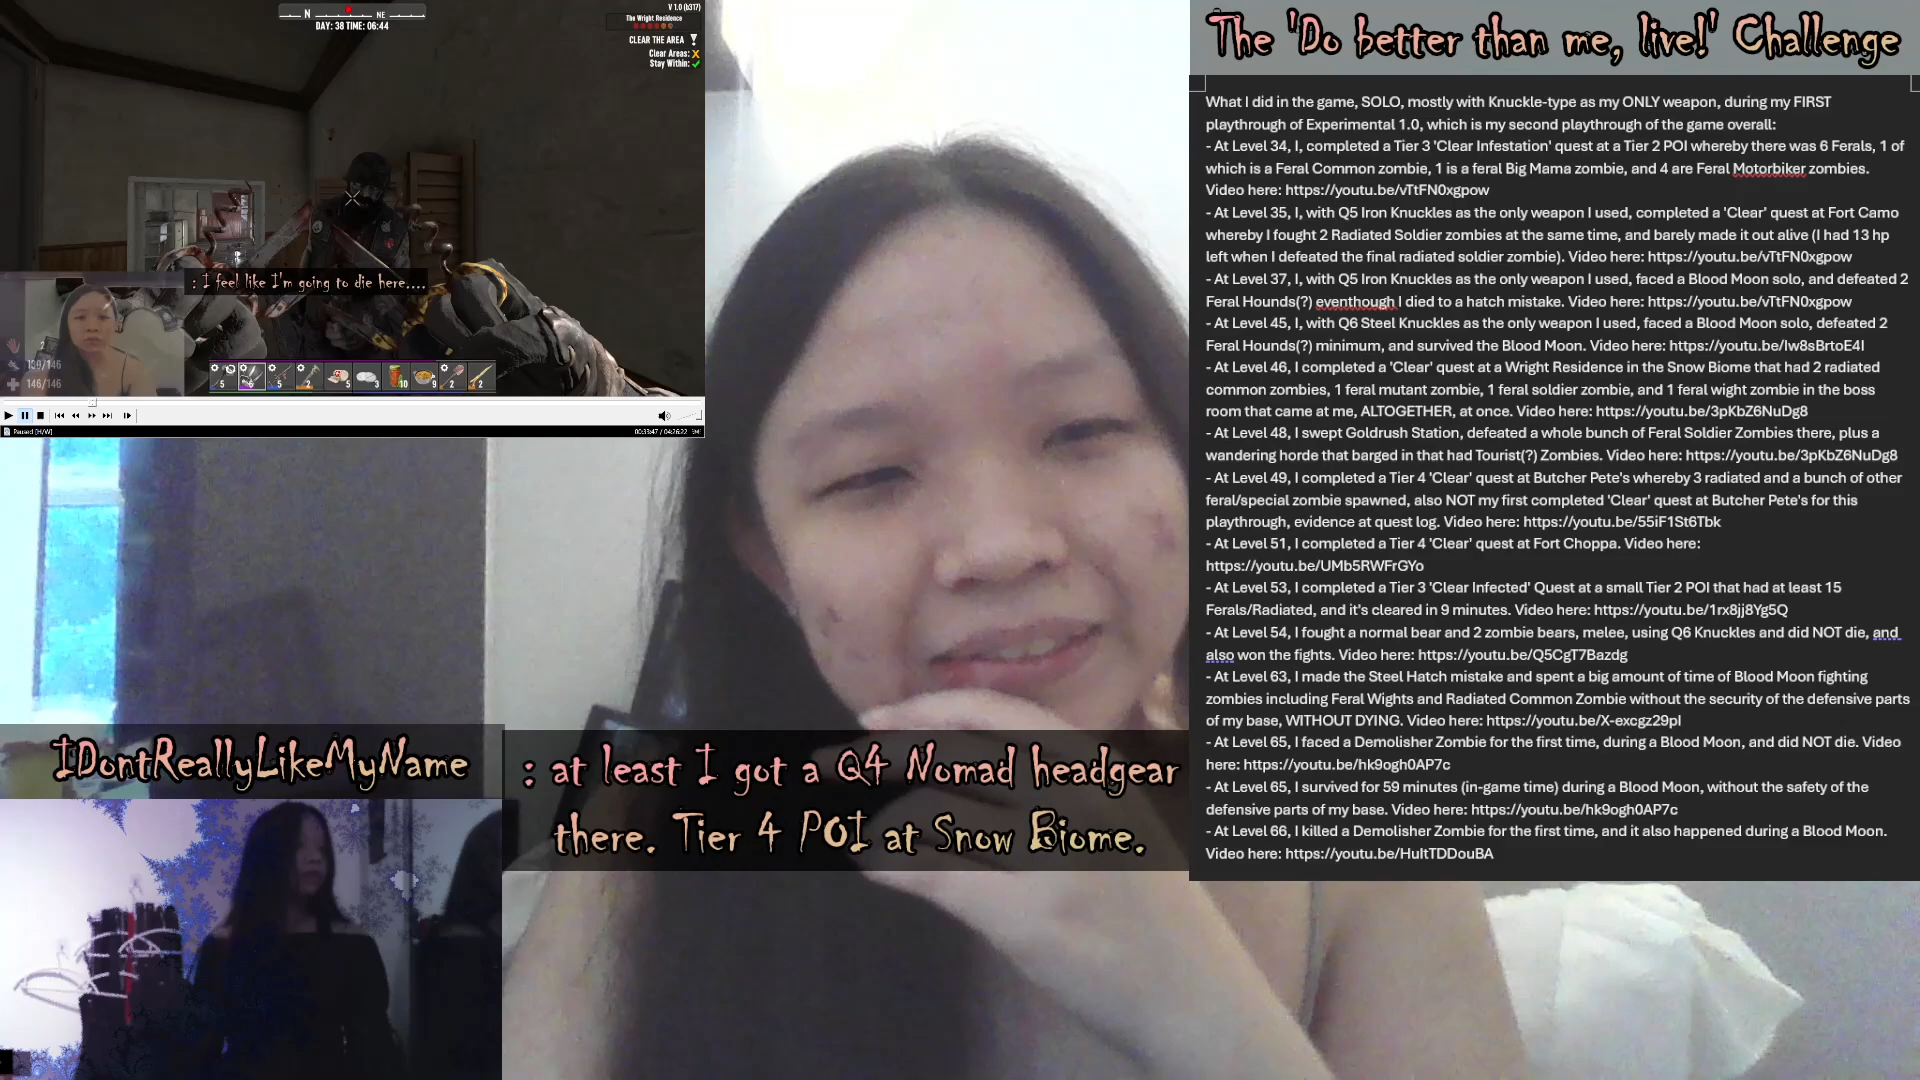 N
NE
DAY: 38 TIME: 06:44
V 1.0 (b317)
The Wright Residence
CLEAR THE AREA
Clear Areas: X
Stay Within: ✓
: I feel like I'm going to die here....
2
139/146
146/146
5
6
5
2
5
3
10
9
2
2
Paused [H/W]
00:33:47 / 04:26:22
IDontReallyLikeMyName
: at least I got a Q4 Nomad headgear
there. Tier 4 POI at Snow Biome.
The 'Do better than me, live!' Challenge
What I did in the game, SOLO, mostly with Knuckle-type as my ONLY weapon, during my FIRST
playthrough of Experimental 1.0, which is my second playthrough of the game overall:
- At Level 34, I, completed a Tier 3 'Clear Infestation' quest at a Tier 2 POI whereby there was 6 Ferals, 1 of
which is a Feral Common zombie, 1 is a feral Big Mama zombie, and 4 are Feral Motorbiker zombies.
Video here: https://youtu.be/vTtFN0xgpow
- At Level 35, I, with Q5 Iron Knuckles as the only weapon I used, completed a 'Clear' quest at Fort Camo
whereby I fought 2 Radiated Soldier zombies at the same time, and barely made it out alive (I had 13 hp
left when I defeated the final radiated soldier zombie). Video here: https://youtu.be/vTtFN0xgpow
- At Level 37, I, with Q5 Iron Knuckles as the only weapon I used, faced a Blood Moon solo, and defeated 2
Feral Hounds(?) eventhough I died to a hatch mistake. Video here: https://youtu.be/vTtFN0xgpow
- At Level 45, I, with Q6 Steel Knuckles as the only weapon I used, faced a Blood Moon solo, defeated 2
Feral Hounds(?) minimum, and survived the Blood Moon. Video here: https://youtu.be/Iw8sBrtoE4I
- At Level 46, I completed a 'Clear' quest at a Wright Residence in the Snow Biome that had 2 radiated
common zombies, 1 feral mutant zombie, 1 feral soldier zombie, and 1 feral wight zombie in the boss
room that came at me, ALTOGETHER, at once. Video here: https://youtu.be/3pKbZ6NuDg8
- At Level 48, I swept Goldrush Station, defeated a whole bunch of Feral Soldier Zombies there, plus a
wandering horde that barged in that had Tourist(?) Zombies. Video here: https://youtu.be/3pKbZ6NuDg8
- At Level 49, I completed a Tier 4 'Clear' quest at Butcher Pete's whereby 3 radiated and a bunch of other
feral/special zombie spawned, also NOT my first completed 'Clear' quest at Butcher Pete's for this
playthrough, evidence at quest log. Video here: https://youtu.be/55iF1St6Tbk
- At Level 51, I completed a Tier 4 'Clear' quest at Fort Choppa. Video here:
https://youtu.be/UMb5RWFrGYo
- At Level 53, I completed a Tier 3 'Clear Infected' Quest at a small Tier 2 POI that had at least 15
Ferals/Radiated, and it's cleared in 9 minutes. Video here: https://youtu.be/1rx8jj8Yg5Q
- At Level 54, I fought a normal bear and 2 zombie bears, melee, using Q6 Knuckles and did NOT die, and
also won the fights. Video here: https://youtu.be/Q5CgT7Bazdg
- At Level 63, I made the Steel Hatch mistake and spent a big amount of time of Blood Moon fighting
zombies including Feral Wights and Radiated Common Zombie without the security of the defensive parts
of my base, WITHOUT DYING. Video here: https://youtu.be/X-excgz29pI
- At Level 65, I faced a Demolisher Zombie for the first time, during a Blood Moon, and did NOT die. Video
here: https://youtu.be/hk9ogh0AP7c
- At Level 65, I survived for 59 minutes (in-game time) during a Blood Moon, without the safety of the
defensive parts of my base. Video here: https://youtu.be/hk9ogh0AP7c
- At Level 66, I killed a Demolisher Zombie for the first time, and it also happened during a Blood Moon.
Video here: https://youtu.be/HuItTDDouBA